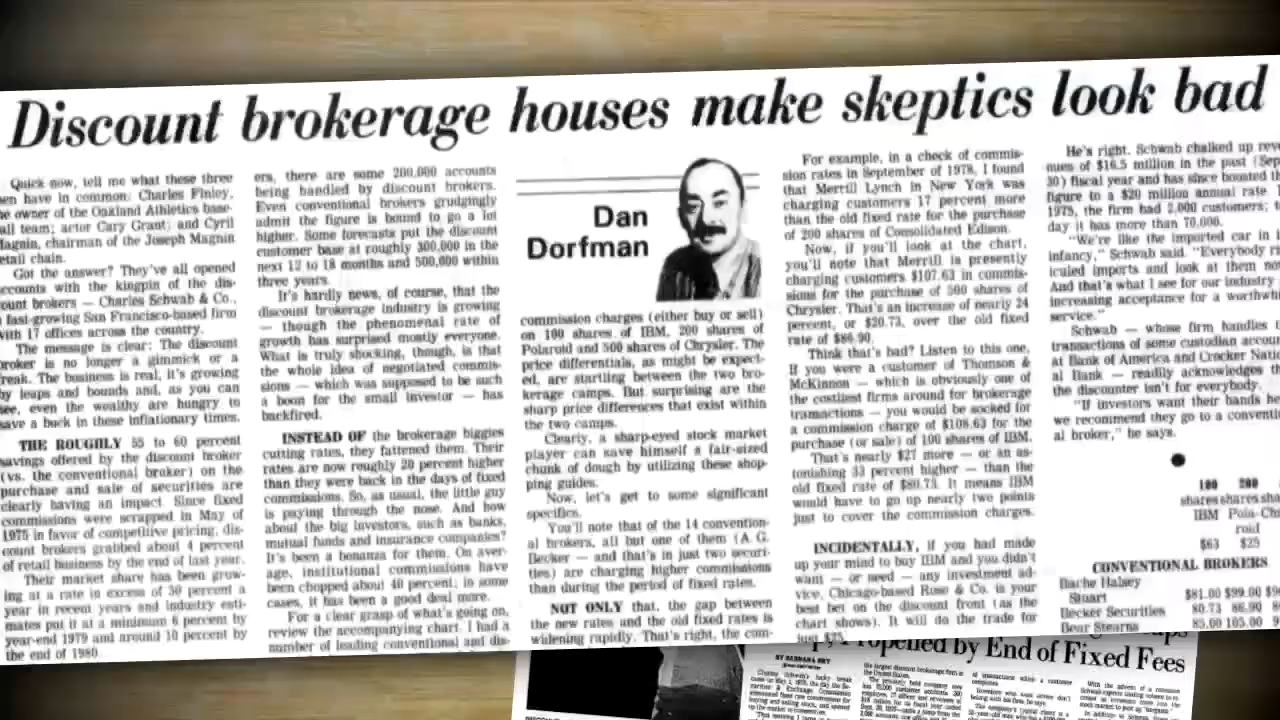 Discount brokerage houses make skeptics look bad
Quick now, tell me what these three
en have in common: Charles Finley,
he owner of the Oakland Athletics base-
all team; actor Cary Grant; and Cyril
Magnin, chairman of the Joseph Magnin
etail chain.
Got the answer? They've all opened
ccounts with the kingpin of the dis-
ount brokers — Charles Schwab & Co.,
fast-growing San Francisco-based firm
with 17 offices across the country.
The message is clear: The discount
broker is no longer a gimmick or a
freak. The business is real, it's growing
by leaps and bounds and, as you can
see, even the wealthy are hungry to
save a buck in these inflationary times.
THE ROUGHLY 55 to 60 percent
savings offered by the discount broker
(vs. the conventional broker) on the
purchase and sale of securities are
clearly having an impact. Since fixed
commissions were scrapped in May of
1975 in favor of competitive pricing, dis-
count brokers grabbed about 4 percent
of retail business by the end of last year.
Their market share has been grow-
ing at a rate in excess of 50 percent a
year in recent years and industry esti-
mates put it at a minimum 6 percent by
year-end 1979 and around 10 percent by
the end of 1980.
ers, there are some 200,000 accounts
being handled by discount brokers.
Even conventional brokers grudgingly
admit the figure is bound to go a lot
higher. Some forecasts put the discount
customer base at roughly 300,000 in the
next 12 to 18 months and 500,000 within
three years.
It's hardly news, of course, that the
discount brokerage industry is growing
— though the phenomenal rate of
growth has surprised mostly everyone.
What is truly shocking, though, is that
the whole idea of negotiated commis-
sions — which was supposed to be such
a boon for the small investor — has
backfired.
INSTEAD OF the brokerage biggies
cutting rates, they fattened them. Their
rates are now roughly 20 percent higher
than they were back in the days of fixed
commissions. So, as usual, the little guy
is paying through the nose. And how
about the big investors, such as banks,
mutual funds and insurance companies?
It's been a bonanza for them. On aver-
age, institutional commissions have
been chopped about 40 percent; in some
cases, it has been a good deal more.
For a clear grasp of what's going on,
review the accompanying chart. I had a
number of leading conventional and dis-
Dan
Dorfman
commission charges (either buy or sell)
on 100 shares of IBM, 200 shares of
Polaroid and 500 shares of Chrysler. The
price differentials, as might be expect-
ed, are startling between the two bro-
kerage camps. But surprising are the
sharp price differences that exist within
the two camps.
Clearly, a sharp-eyed stock market
player can save himself a fair-sized
chunk of dough by utilizing these shop-
ping guides.
Now, let's get to some significant
specifics.
You'll note that of the 14 convention-
al brokers, all but one of them (A.G.
Becker — and that's in just two securi-
ties) are charging higher commissions
than during the period of fixed rates.
NOT ONLY that, the gap between
the new rates and the old fixed rates is
widening rapidly. That's right, the com-
For example, in a check of commis-
sion rates in September of 1978, I found
that Merrill Lynch in New York was
charging customers 17 percent more
than the old fixed rate for the purchase
of 200 shares of Consolidated Edison.
Now, if you'll look at the chart,
you'll note that Merrill is presently
charging customers $107.63 in commis-
sions for the purchase of 500 shares of
Chrysler. That's an increase of nearly 24
percent, or $20.73, over the old fixed
rate of $86.90.
Think that's bad? Listen to this one.
If you were a customer of Thomson &
McKinnon — which is obviously one of
the costliest firms around for brokerage
transactions — you would be socked for
a commission charge of $108.63 for the
purchase (or sale) of 100 shares of IBM.
That's nearly $27 more — or an as-
tonishing 33 percent higher — than the
old fixed rate of $80.73. It means IBM
would have to go up nearly two points
just to cover the commission charges.
INCIDENTALLY, if you had made
up your mind to buy IBM and you didn't
want — or need — any investment ad-
vice, Chicago-based Rose & Co. is your
best bet on the discount front (as the
chart shows). It will do the trade for
just $25.
He's right. Schwab chalked up reve
nues of $16.5 million in the past (Sep
30) fiscal year and has since boosted th
figure to a $20 million annual rate
1975, the firm had 2,000 customers; t
day it has more than 70,000.
"We're like the imported car in i
infancy," Schwab said. "Everybody ri
iculed imports and look at them no
And that's what I see for our industry
increasing acceptance for a worthwh
service."
Schwab — whose firm handles
transactions of some custodian accou
at Bank of America and Crocker Nati
al Bank — readily acknowledges th
the discounter isn't for everybody.
"If investors want their hands he
we recommend they go to a conventi
al broker," he says.
100 200
shares shares sha
IBM Pola- Ch
roid
$63 $25
CONVENTIONAL BROKERS
Bache Halsey
Stuart $81.00 $99.00 $9
Becker Securities 80.73 86.90
Bear Stearns 85.00 105.00 9
Propelled by End of Fixed Fees